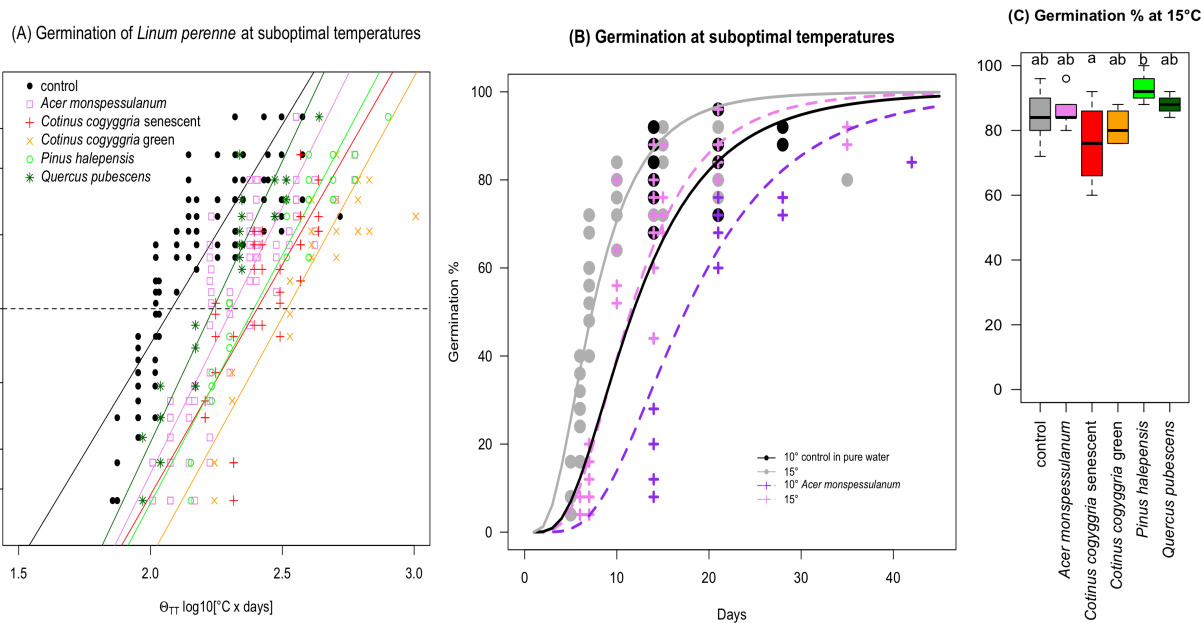 (A) Germination of Linum perenne at suboptimal temperatures
control
Acer monspessulanum
Cotinus cogyggria senescent
Cotinus cogyggria green
Pinus halepensis
Quercus pubescens
1.5 2.0 2.5 3.0
ΘTT log10[°C x days]
(B) Germination at suboptimal temperatures
Germination %
100
80
60
40
20
0
10° control in pure water
15°
10° Acer monspessulanum
15°
0 10 20 30 40
Days
(C) Germination % at 15°C
ab ab a ab b ab
100
80
60
40
20
0
control
Acer monspessulanum
Cotinus cogyggria senescent
Cotinus cogyggria green
Pinus halepensis
Quercus pubescens